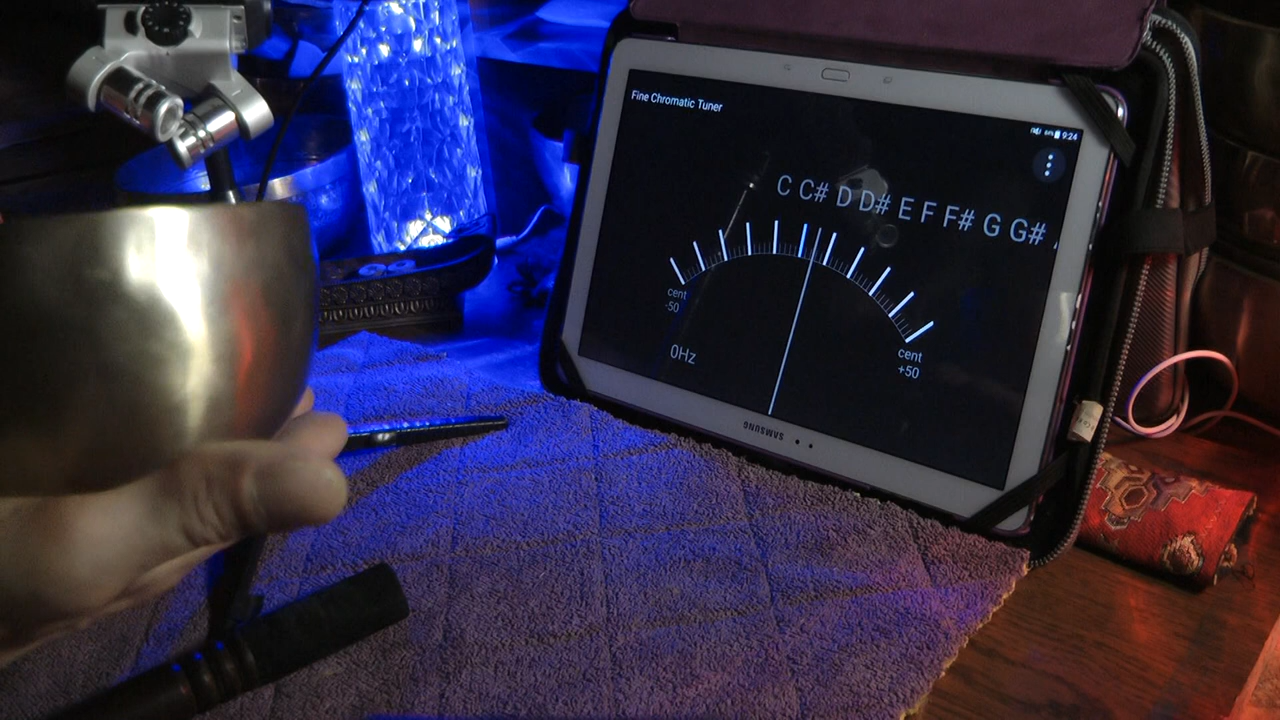 Fine Chromatic Tuner
9:24
C C# D D# E F F# G G#
cent
-50
cent
+50
0Hz
SAMSUNG